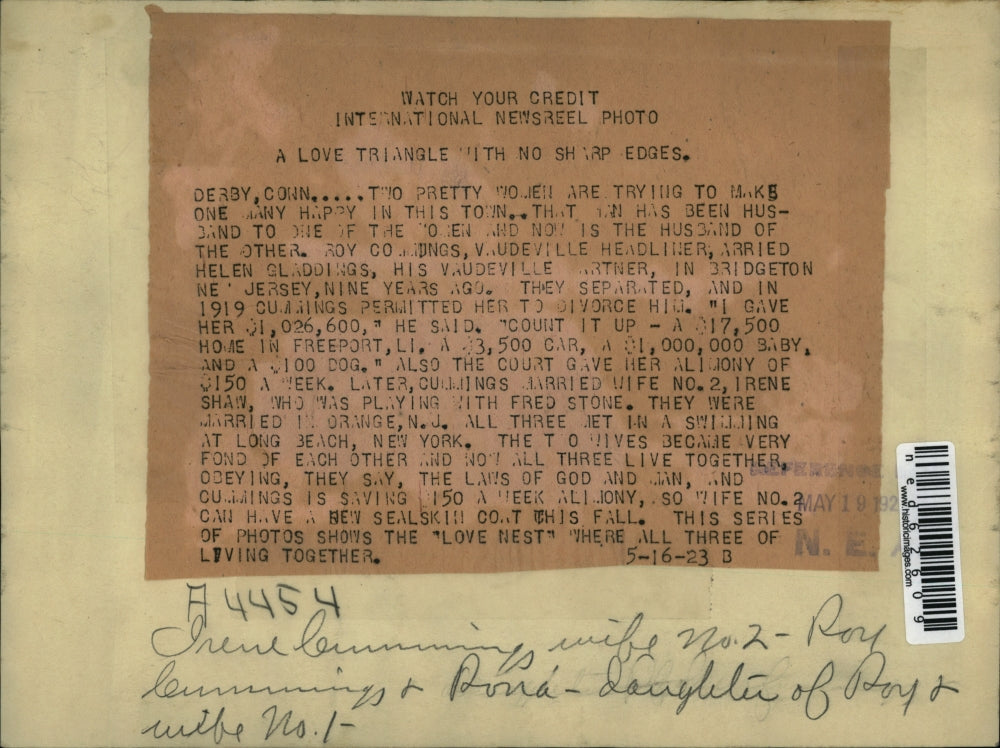 WATCH YOUR CREDIT
INTERNATIONAL NEWSREEL PHOTO
A LOVE TRIANGLE WITH NO SHARP EDGES.
DERBY, CONN..... TWO PRETTY WOMEN ARE TRYING TO MAKE
ONE MANY HAPPY IN THIS TOWN.. THAT MAN HAS BEEN HUS-
BAND TO ONE OF THE WOMEN AND NOW IS THE HUSBAND OF
THE OTHER. ROY CUMMINGS, VAUDEVILLE HEADLINER, MARRIED
HELEN GLADDINGS, HIS VAUDEVILLE PARTNER, IN BRIDGETON
NEW JERSEY, NINE YEARS AGO. THEY SEPARATED, AND IN
1919 CUMMINGS PERMITTED HER TO DIVORCE HIM. "I GAVE
HER $1,026,600," HE SAID. "COUNT IT UP - A $17,500
HOME IN FREEPORT, LI. A $3,500 CAR, A $1,000,000 BABY,
AND A $100 DOG." ALSO THE COURT GAVE HER ALIMONY OF
$150 A WEEK. LATER, CUMMINGS MARRIED WIFE NO. 2, IRENE
SHAW, WHO WAS PLAYING WITH FRED STONE. THEY WERE
MARRIED IN ORANGE, N.J. ALL THREE MET IN A SWIMMING
AT LONG BEACH, NEW YORK. THE TWO WIVES BECAME VERY
FOND OF EACH OTHER AND NOW ALL THREE LIVE TOGETHER,
OBEYING, THEY SAY, THE LAWS OF GOD AND MAN, AND
CUMMINGS IS SAVING $150 A WEEK ALIMONY, SO WIFE NO. 2
CAN HAVE A NEW SEALSKIN COAT THIS FALL. THIS SERIES
OF PHOTOS SHOWS THE "LOVE NEST" WHERE ALL THREE OF
LIVING TOGETHER. 5-16-23 B
REFERENCE
MAY 19 192
N. E. A
ned62609
www.historicimages.com
A4454
Irene Cummings, wife No. 2 - Roy
Cummings & Rona - daughter of Roy &
wife No. 1 -